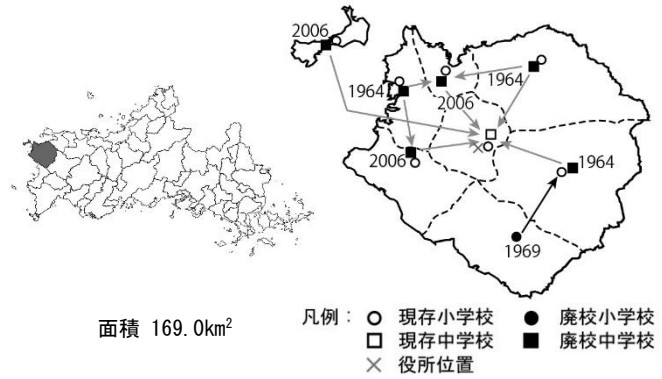 2006
1964
2006
1964
2006
1964
1969
面積 169.0km²
凡例： ○ 現存小学校 ● 廃校小学校
□ 現存中学校 ■ 廃校中学校
× 役所位置